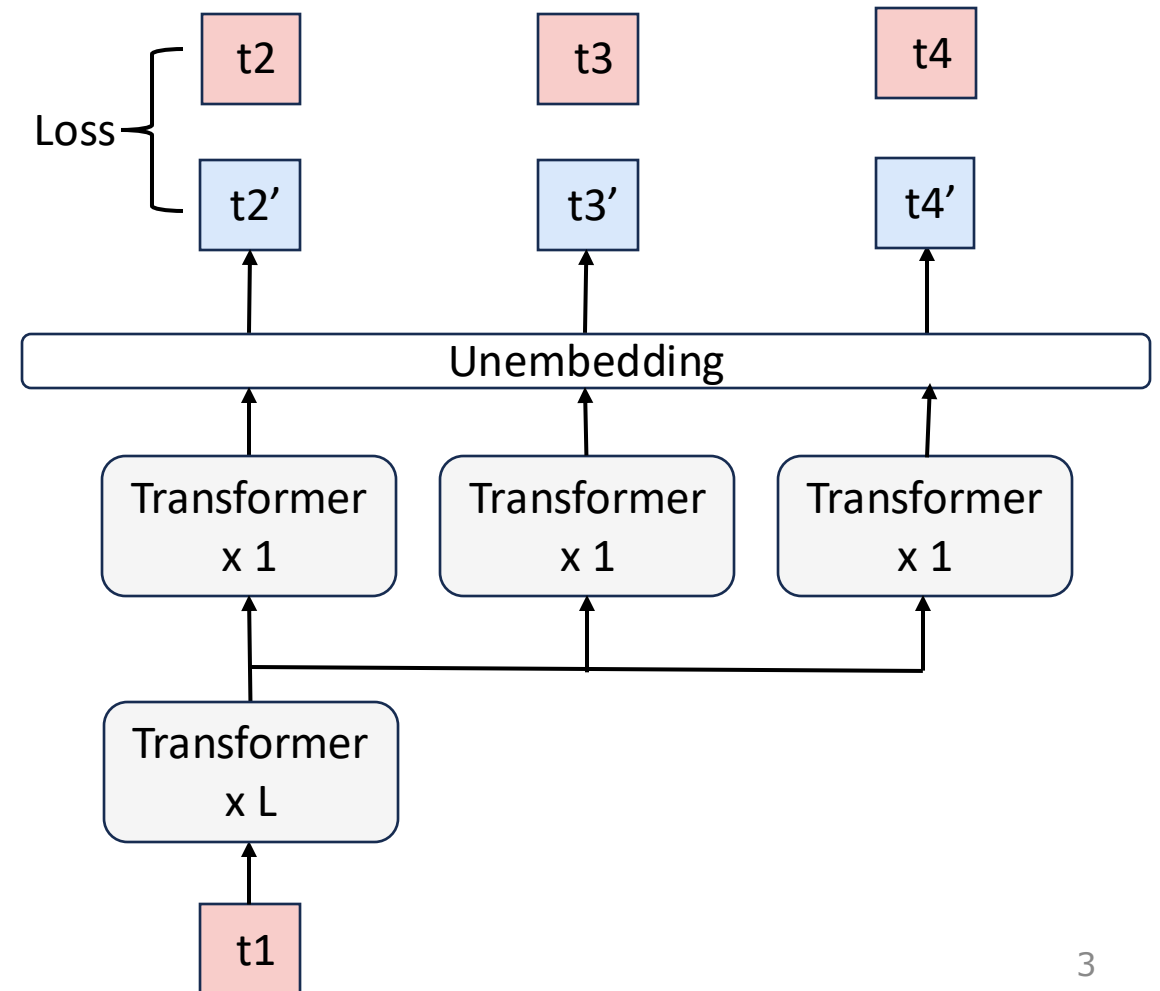 t2
t3
t4
Loss
t2’
t3’
t4’
Unembedding
Transformer
x 1
Transformer
x 1
Transformer
x 1
Transformer
x L
t1
3